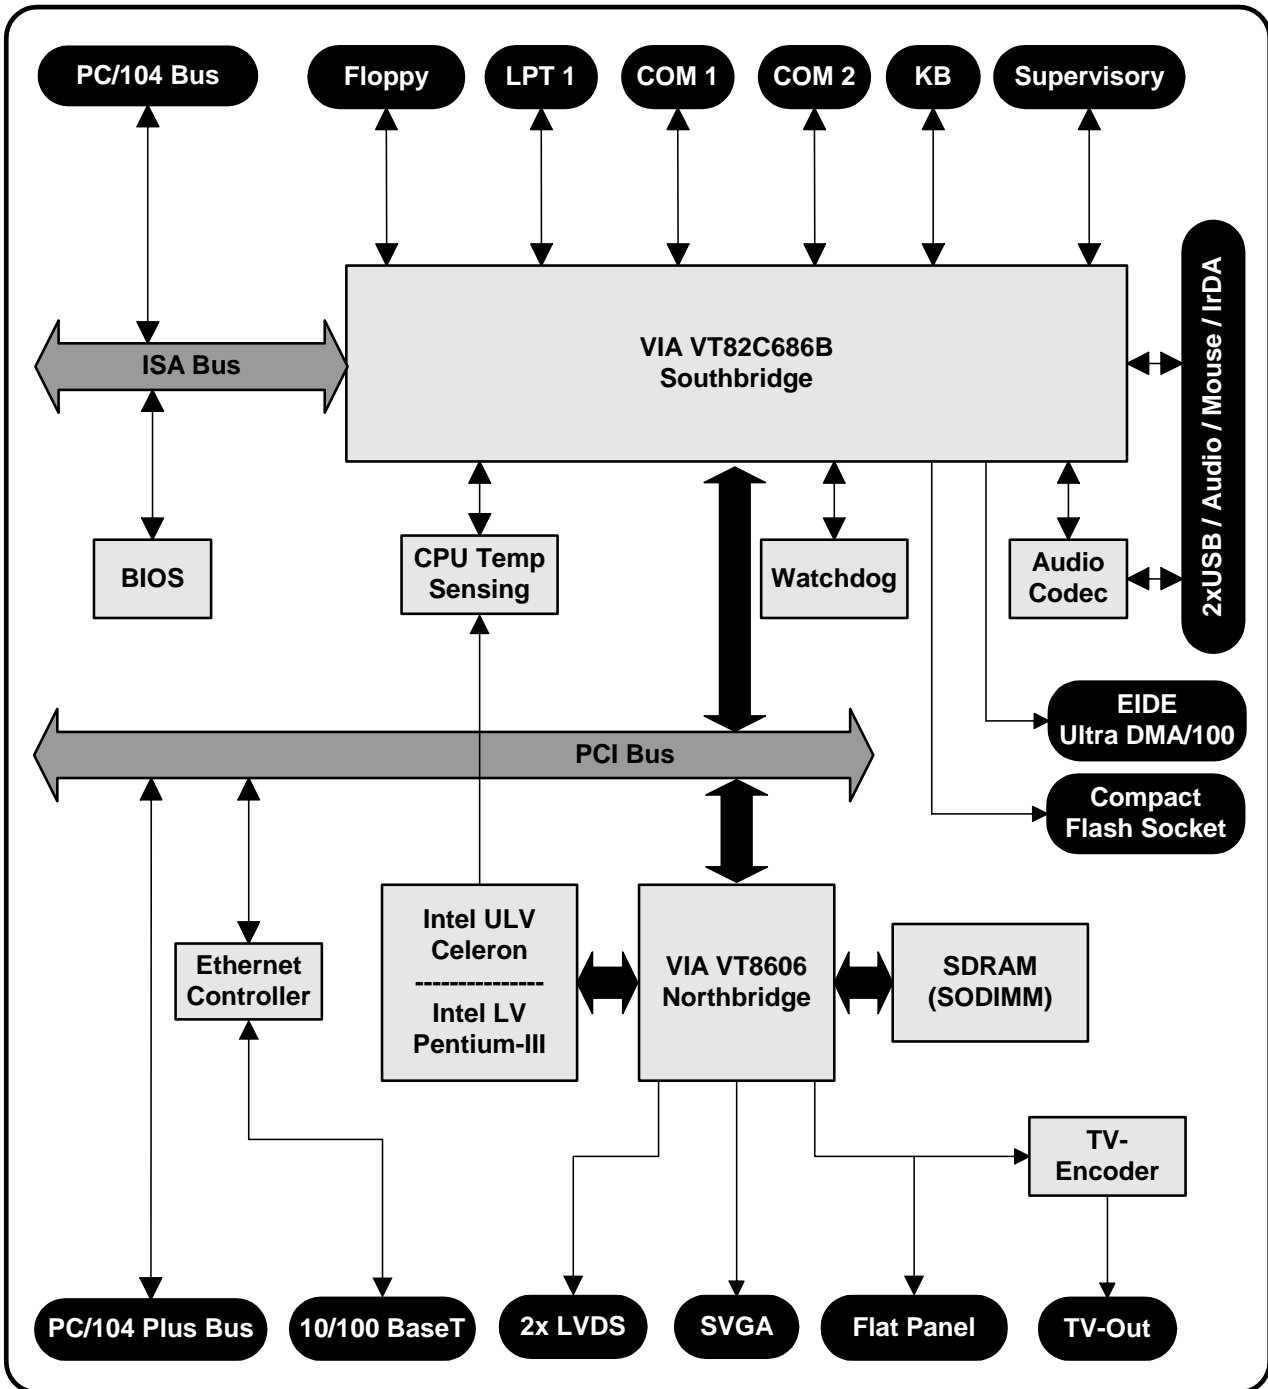 PC/104 Bus
Floppy
LPT 1
COM 1
COM 2
KB
Supervisory
2xUSB / Audio / Mouse / IrDA
VIA VT82C686B
Southbridge
ISA Bus
BIOS
CPU Temp
Sensing
Watchdog
Audio
Codec
EIDE
Ultra DMA/100
PCI Bus
Compact
Flash Socket
Intel ULV
Celeron
---------------
Intel LV
Pentium-III
VIA VT8606
Northbridge
SDRAM
(SODIMM)
Ethernet
Controller
TV-
Encoder
PC/104 Plus Bus
10/100 BaseT
2x LVDS
SVGA
Flat Panel
TV-Out